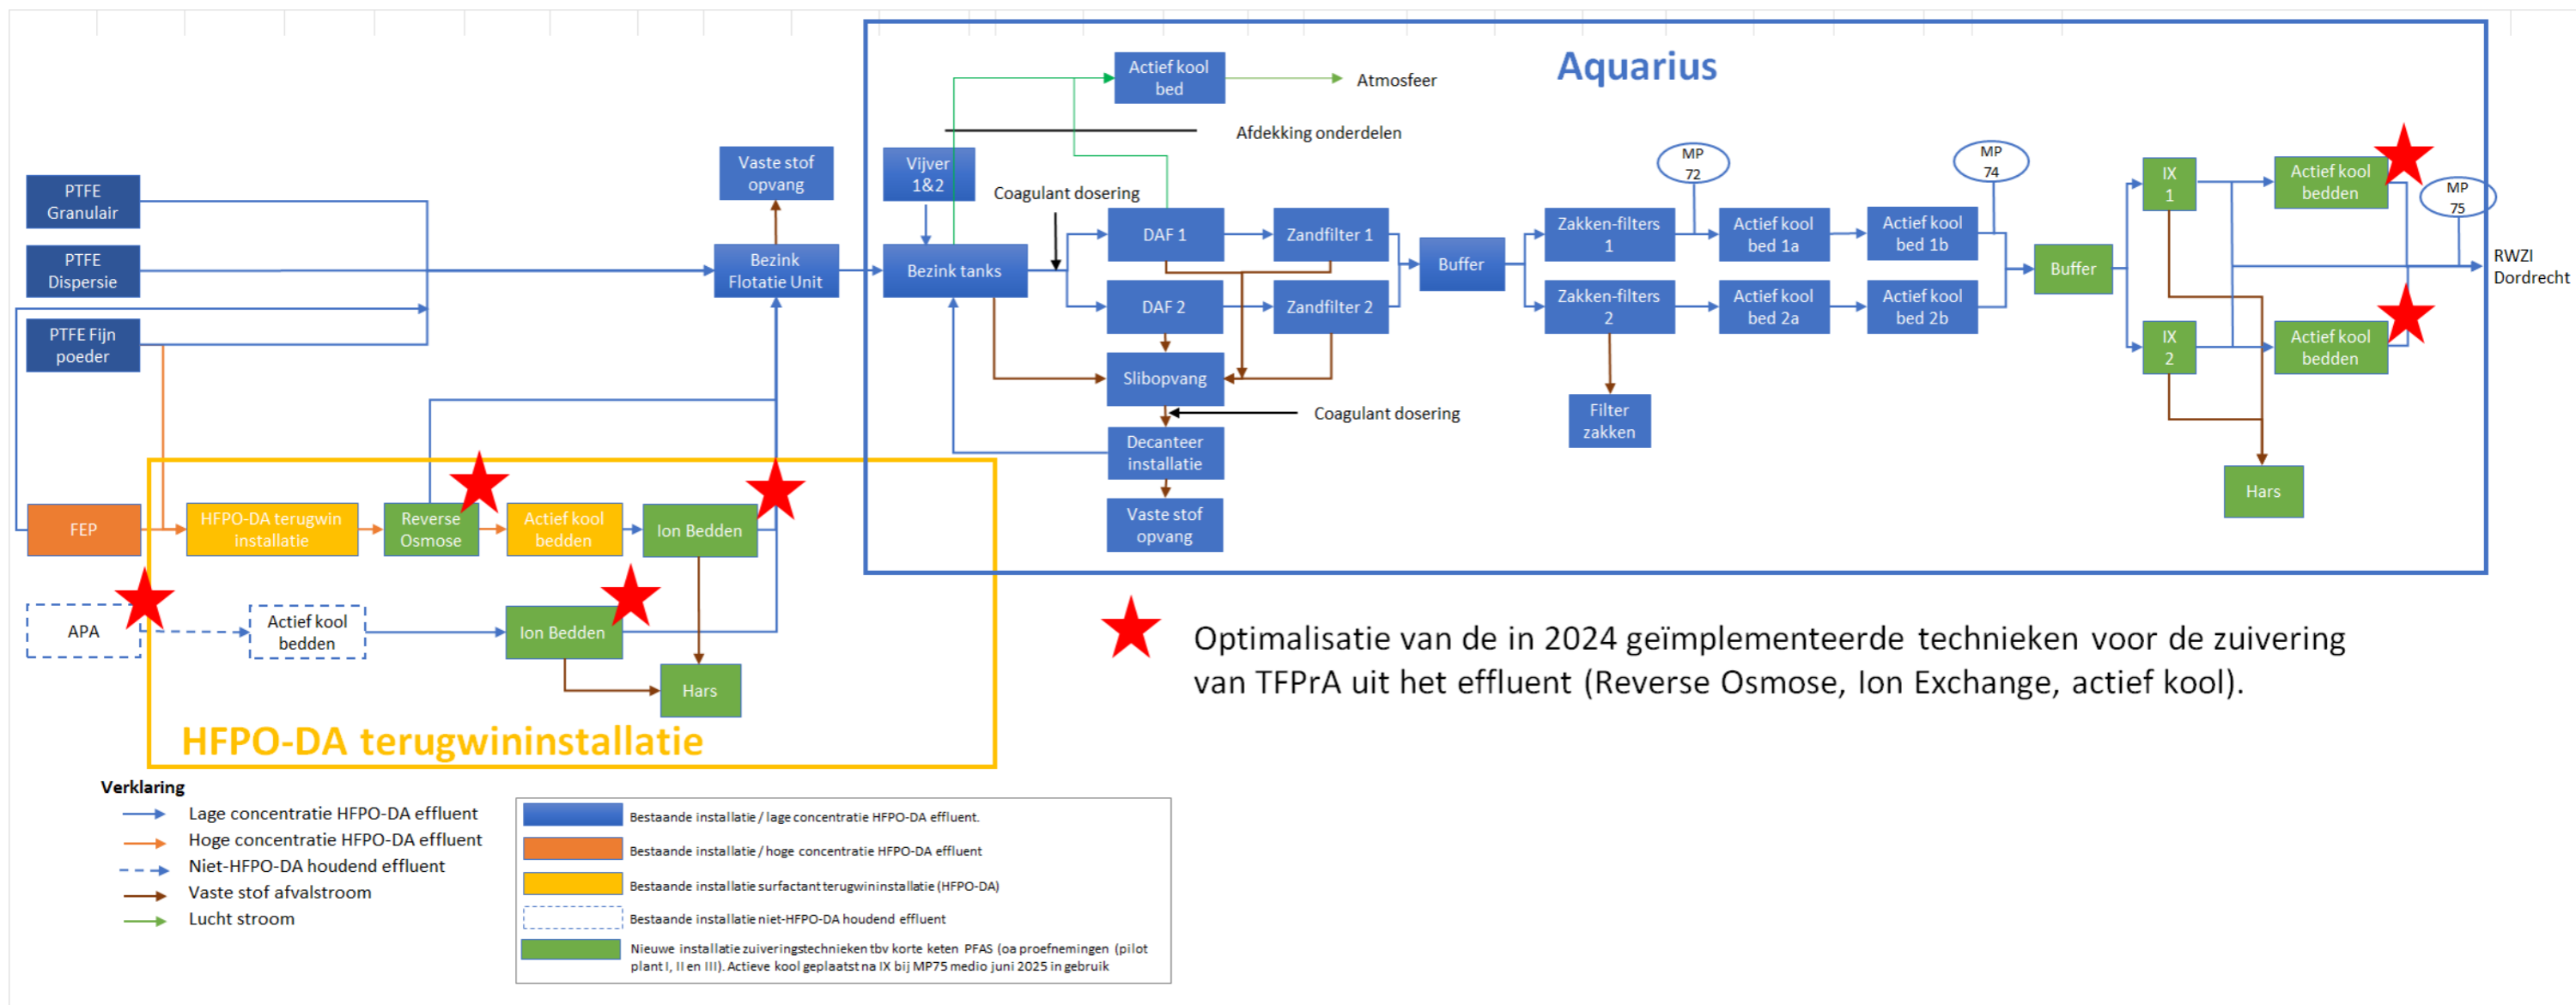 Aquarius
Actief kool
bed
Atmosfeer
Afdekking onderdelen
Vaste stof
opvang
Vijver
1&2
Coagulant dosering
MP
72
MP
74
MP
75
PTFE
Granulair
PTFE
Dispersie
PTFE Fijn
poeder
Bezink
Flotatie Unit
Bezink tanks
DAF 1
Zandfilter 1
DAF 2
Zandfilter 2
Buffer
Zakken-filters
1
Actief kool
bed 1a
Actief kool
bed 1b
Zakken-filters
2
Actief kool
bed 2a
Actief kool
bed 2b
Buffer
IX
1
Actief kool
bedden
IX
2
Actief kool
bedden
RWZI
Dordrecht
Slibopvang
Coagulant dosering
Filter
zakken
Decanteer
installatie
Vaste stof
opvang
Hars
FEP
HFPO-DA terugwin
installatie
Reverse
Osmose
Actief kool
bedden
Ion Bedden
APA
Actief kool
bedden
Ion Bedden
Hars
HFPO-DA terugwininstallatie
Optimalisatie van de in 2024 geïmplementeerde technieken voor de zuivering
van TFPrA uit het effluent (Reverse Osmose, Ion Exchange, actief kool).
Verklaring
Lage concentratie HFPO-DA effluent
Hoge concentratie HFPO-DA effluent
Niet-HFPO-DA houdend effluent
Vaste stof afvalstroom
Lucht stroom
Bestaande installatie / lage concentratie HFPO-DA effluent.
Bestaande installatie / hoge concentratie HFPO-DA effluent
Bestaande installatie surfactant terugwininstallatie (HFPO-DA)
Bestaande installatie niet-HFPO-DA houdend effluent
Nieuwe installatie zuiveringstechnieken tbv korte keten PFAS (oa proefnemingen (pilot
plant I, II en III). Actieve kool geplaatst na IX bij MP75 medio juni 2025 in gebruik